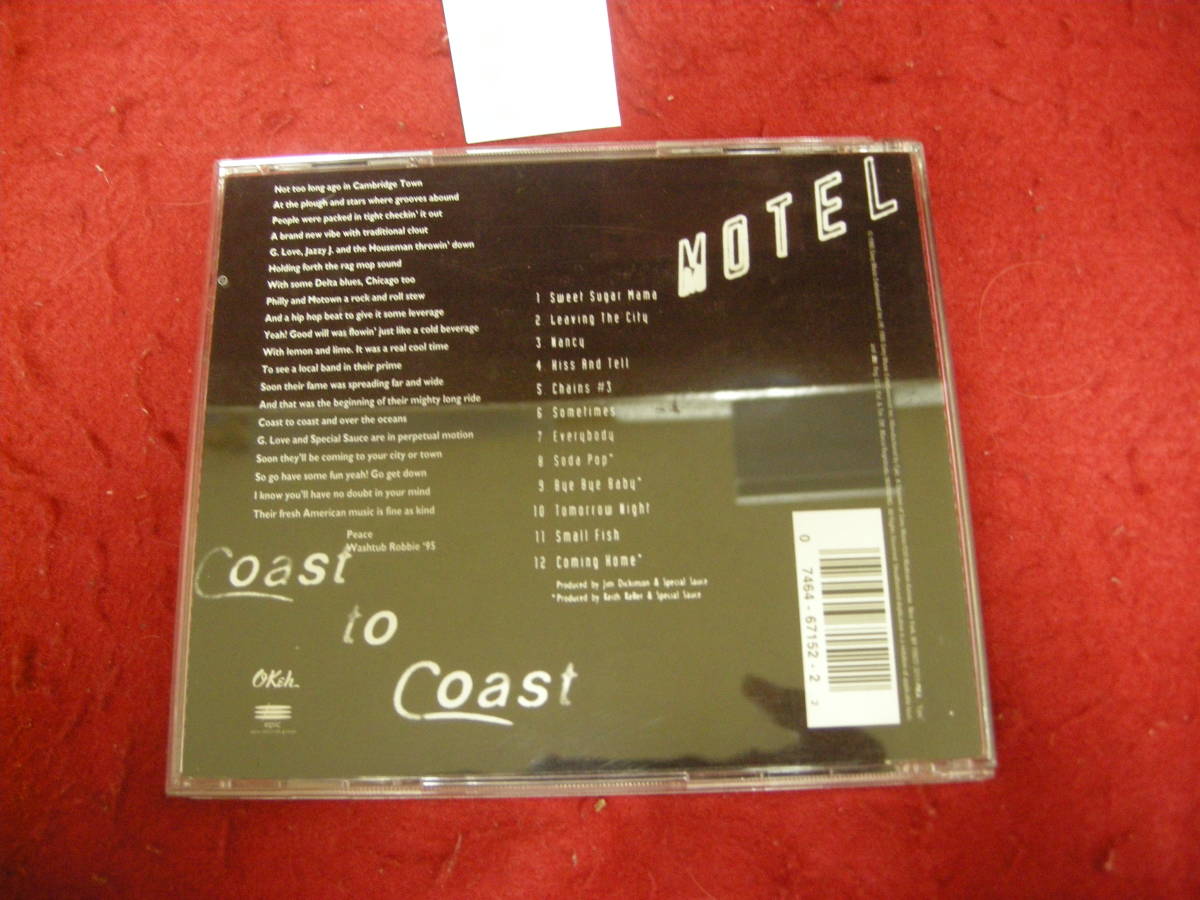 Not too long ago in Cambridge Town
At the plough and stars where grooves abound
People were packed in tight checkin' it out
A brand new vibe with traditional clout
G. Love, Jazzy J. and the Houseman throwin' down
Holding forth the rag mop sound
With some Delta blues, Chicago too
Philly and Motown a rock and roll stew
And a hip hop beat to give it some leverage
Yeah! Good will was flowin' just like a cold beverage
With lemon and lime. It was a real cool time
To see a local band in their prime
Soon their fame was spreading far and wide
And that was the beginning of their mighty long ride
Coast to coast and over the oceans
G. Love and Special Sauce are in perpetual motion
Soon they'll be coming to your city or town
So go have some fun yeah! Go get down
I know you'll have no doubt in your mind
Their fresh American music is fine as kind
Peace
Washtub Robbie '95
MOTEL
1 Sweet Sugar Mama
2 Leaving The City
3 Nancy
4 Kiss And Tell
5 Chains #3
6 Sometimes
7 Everybody
8 Soda Pop*
9 Bye Bye Baby*
10 Tomorrow Night
11 Small Fish
12 Coming Home*
Produced by Jim Dickinson & Special Sauce
*Produced by Keith Keller & Special Sauce
Coast
to
Coast
OKeh
epic
0 7464-67152-2 2